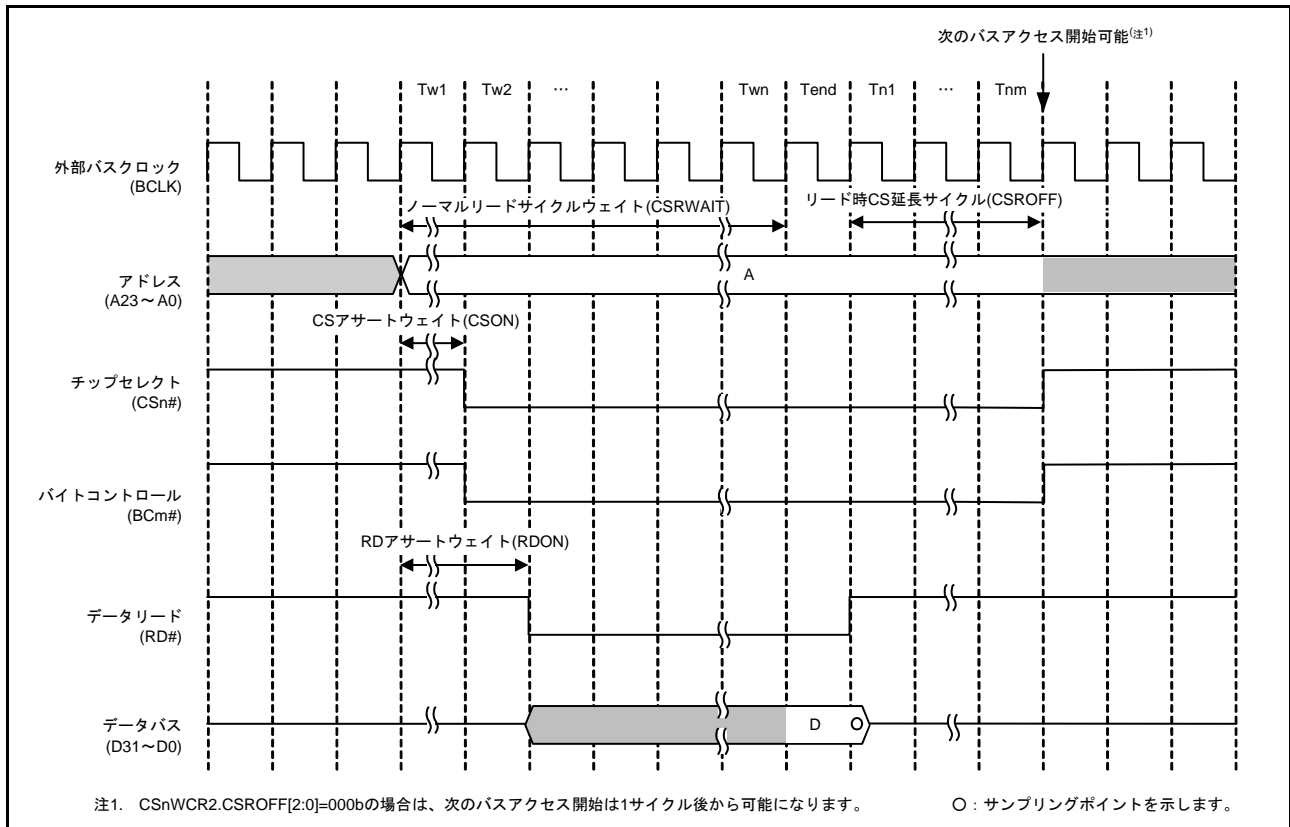 次のバスアクセス開始可能(注1)
Tw1 Tw2 … Twn Tend Tn1 … Tnm
外部バスクロック
(BCLK)
ノーマルリードサイクルウェイト(CSRWAIT)
リード時CS延長サイクル(CSROFF)
アドレス
(A23～A0)
A
CSアサートウェイト(CSON)
チップセレクト
(CSn#)
バイトコントロール
(BCm#)
RDアサートウェイト(RDON)
データリード
(RD#)
データバス
(D31～D0)
D
注1. CSnWCR2.CSROFF[2:0]=000bの場合は、次のバスアクセス開始は1サイクル後から可能になります。
○：サンプリングポイントを示します。